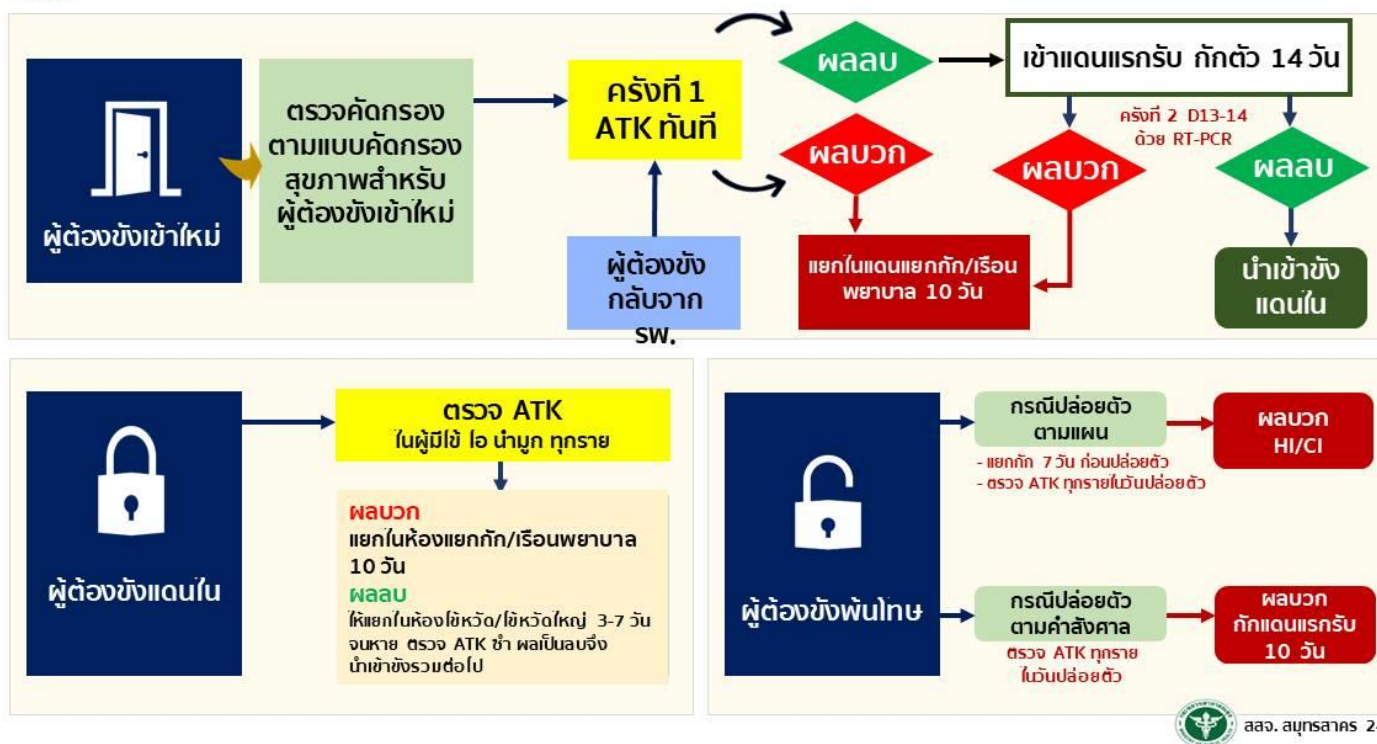 ผู้ต้องขังเข้าใหม่
ตรวจคัดกรอง
ตามแบบคัดกรอง
สุขภาพสำหรับ
ผู้ต้องขังเข้าใหม่
ครั้งที่ 1
ATK ทันที
ผู้ต้องขัง
กลับจาก
รพ.
ผลลบ
ผลบวก
เข้าแดนแรกรับ กักตัว 14 วัน
ครั้งที่ 2 D13-14
ด้วย RT-PCR
ผลบวก
ผลลบ
แยกในแดนแยกกัก/เรือน
พยาบาล 10 วัน
นำเข้าขัง
แดนใน
ผู้ต้องขังแดนใน
ตรวจ ATK
ในผู้มีไข้ ไอ น้ำมูก ทุกราย
ผลบวก
แยกในห้องแยกกัก/เรือนพยาบาล
10 วัน
ผลลบ
ให้แยกในห้องไข้หวัด/ไข้หวัดใหญ่ 3-7 วัน
จนหาย ตรวจ ATK ซ้ำ ผลเป็นลบจึง
นำเข้าขังรวมต่อไป
ผู้ต้องขังพ้นโทษ
กรณีปล่อยตัว
ตามแผน
- แยกกัก 7 วัน ก่อนปล่อยตัว
- ตรวจ ATK ทุกรายในวันปล่อยตัว
ผลบวก
HI/CI
กรณีปล่อยตัว
ตามคำสั่งศาล
ตรวจ ATK ทุกราย
ในวันปล่อยตัว
ผลบวก
กักแดนแรกรับ
10 วัน
สสจ. สมุทรสาคร